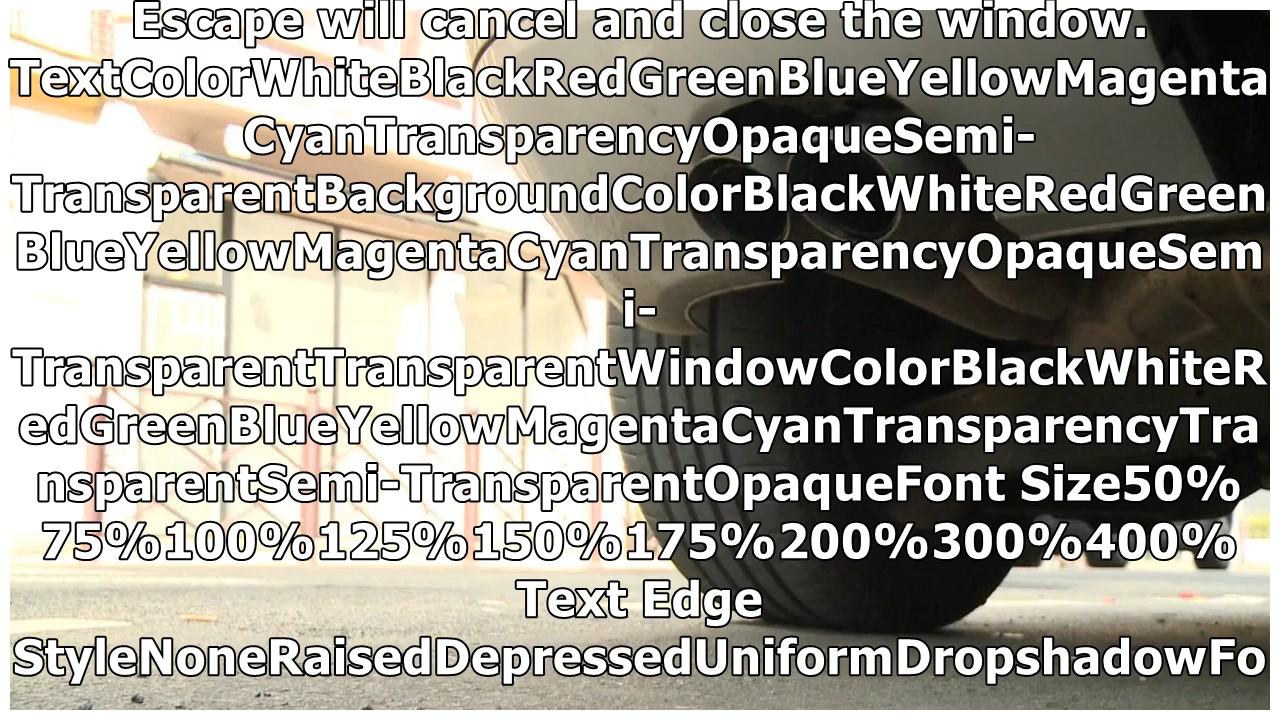 Escape will cancel and close the window.
TextColorWhiteBlackRedGreenBlueYellowMagenta
CyanTransparencyOpaqueSemi-
TransparentBackgroundColorBlackWhiteRedGreen
BlueYellowMagentaCyanTransparencyOpaqueSem
i-
TransparentTransparentWindowColorBlackWhiteR
edGreenBlueYellowMagentaCyanTransparencyTra
nsparentSemi-TransparentOpaqueFont Size50%
75%100%125%150%175%200%300%400%
Text Edge
StyleNoneRaisedDepressedUniformDropshadowFo